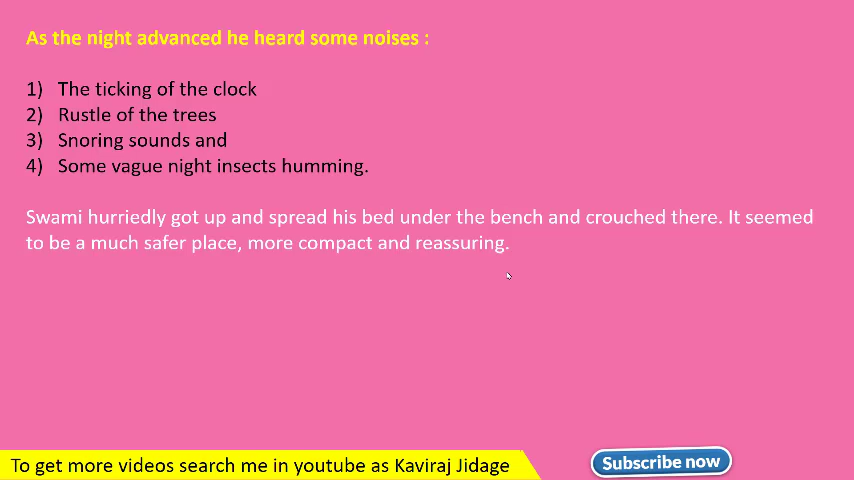 As the night advanced he heard some noises :
1) The ticking of the clock
2) Rustle of the trees
3) Snoring sounds and
4) Some vague night insects humming.
Swami hurriedly got up and spread his bed under the bench and crouched there. It seemed
to be a much safer place, more compact and reassuring.
To get more videos search me in youtube as Kaviraj Jidage
Subscribe now